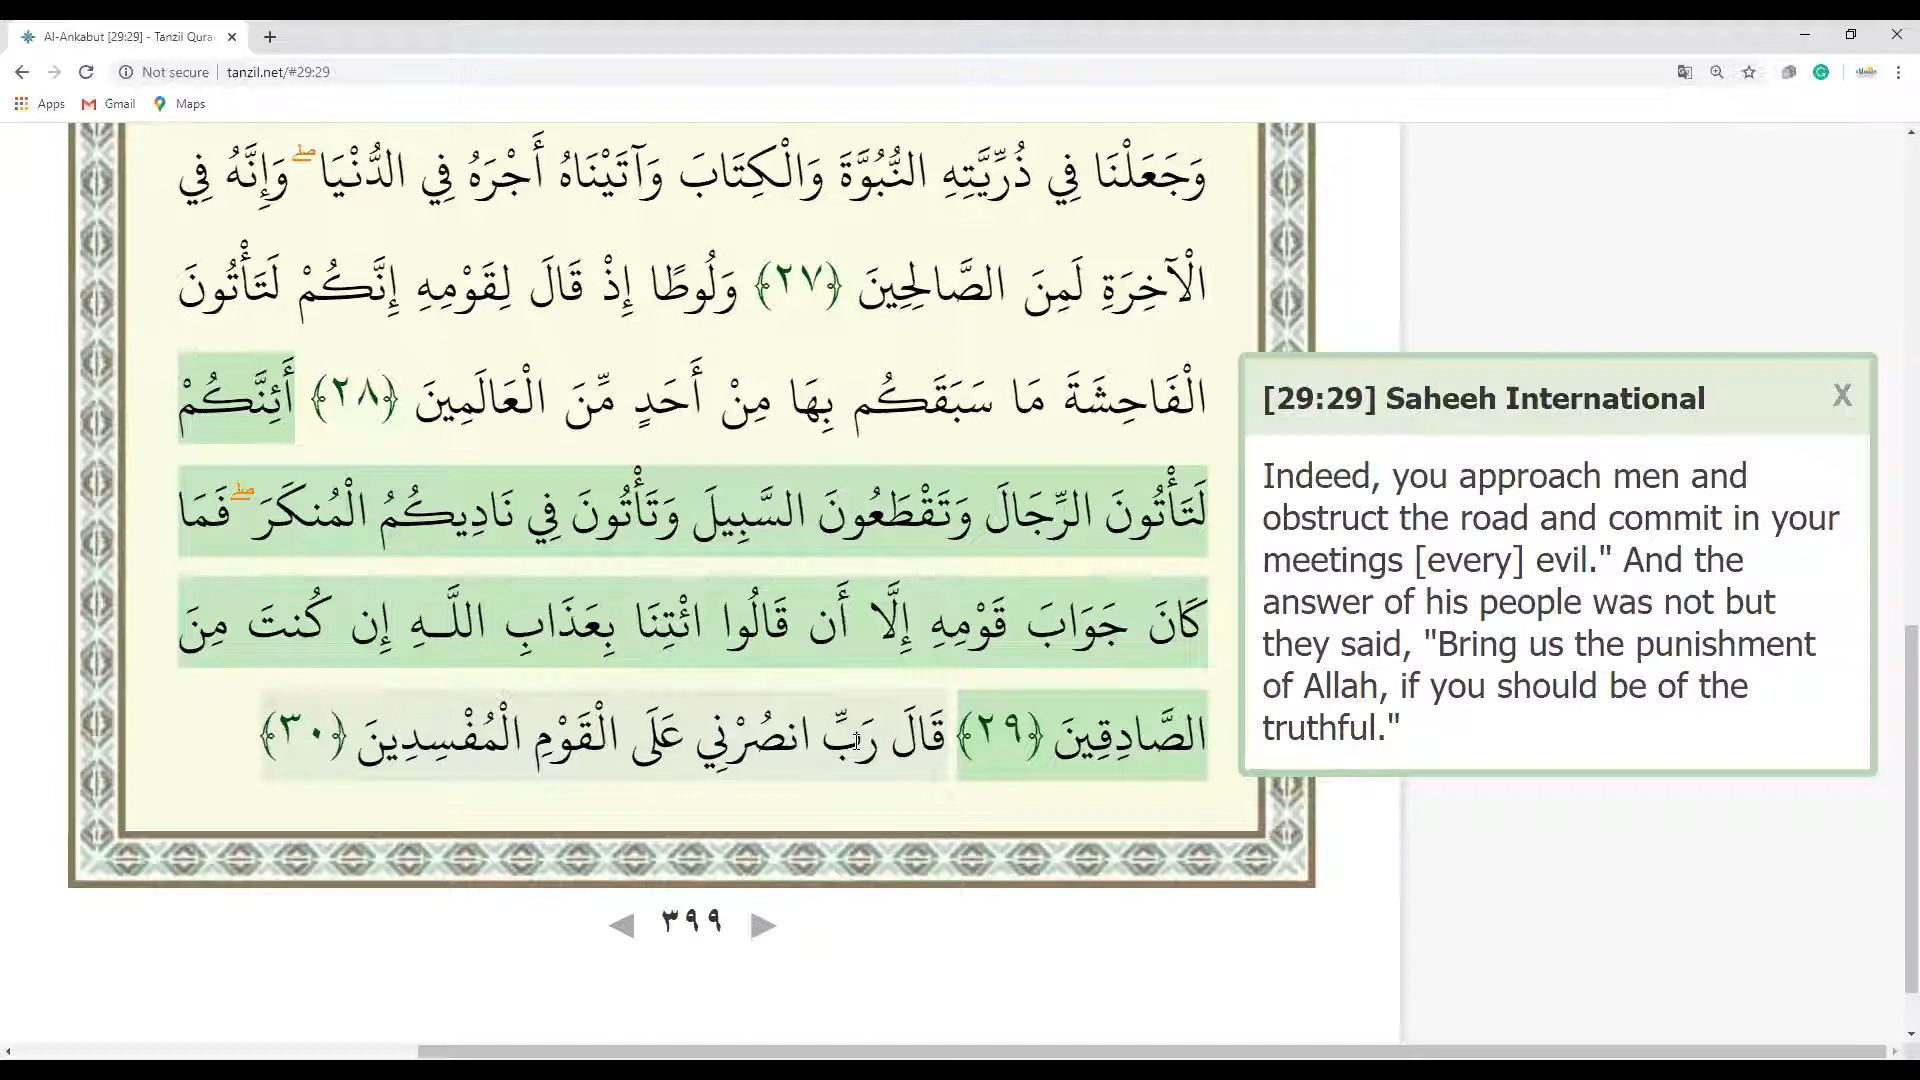 Al-Ankabut [29:29] - Tanzil Qura
Not secure | tanzil.net/#29:29
Apps Gmail Maps
وَجَعَلْنَا فِي ذُرِّيَّتِهِ النُّبُوَّةَ وَالْكِتَابَ وَآتَيْنَاهُ أَجْرَهُ فِي الدُّنْيَا ۖ وَإِنَّهُ فِي
الْآخِرَةِ لَمِنَ الصَّالِحِينَ ﴿٢٧﴾ وَلُوطًا إِذْ قَالَ لِقَوْمِهِ إِنَّكُمْ لَتَأْتُونَ
الْفَاحِشَةَ مَا سَبَقَكُم بِهَا مِنْ أَحَدٍ مِّنَ الْعَالَمِينَ ﴿٢٨﴾ أَئِنَّكُمْ
لَتَأْتُونَ الرِّجَالَ وَتَقْطَعُونَ السَّبِيلَ وَتَأْتُونَ فِي نَادِيكُمُ الْمُنكَرَ ۖ فَمَا
كَانَ جَوَابَ قَوْمِهِ إِلَّا أَن قَالُوا ائْتِنَا بِعَذَابِ اللَّـهِ إِن كُنتَ مِنَ
الصَّادِقِينَ ﴿٢٩﴾ قَالَ رَبِّ انصُرْنِي عَلَى الْقَوْمِ الْمُفْسِدِينَ ﴿٣٠﴾
٣٩٩
[29:29] Saheeh International X
Indeed, you approach men and
obstruct the road and commit in your
meetings [every] evil." And the
answer of his people was not but
they said, "Bring us the punishment
of Allah, if you should be of the
truthful."